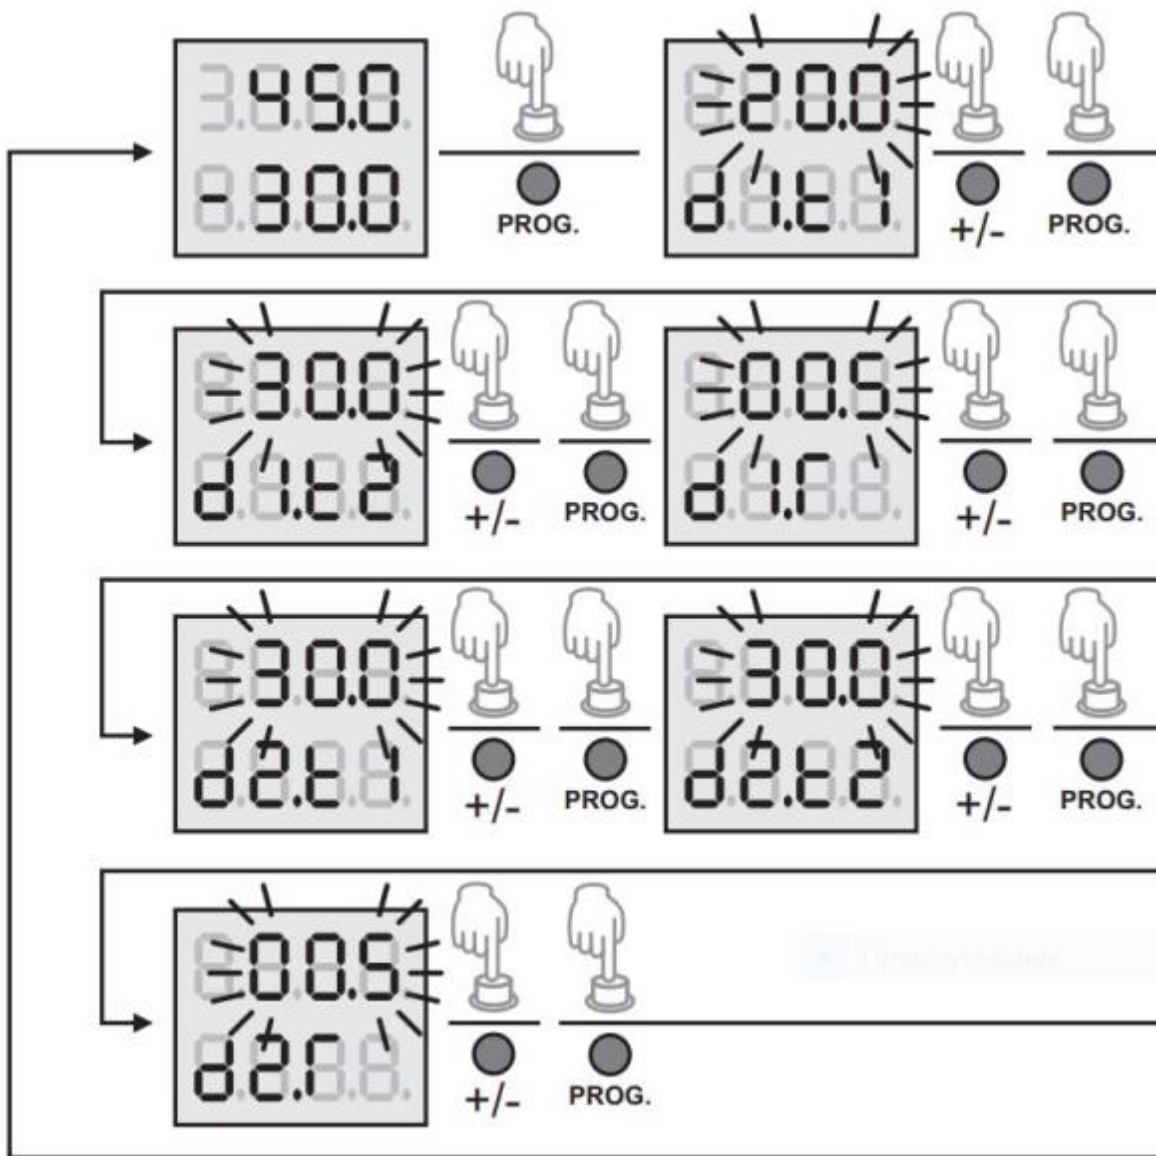 45.0
-30.0
PROG.
20.0
d1.t1
+/-
PROG.
30.0
d1.t2
+/-
PROG.
00.5
d1.r
+/-
PROG.
30.0
d2.t1
+/-
PROG.
30.0
d2.t2
+/-
PROG.
00.5
d2.r
+/-
PROG.